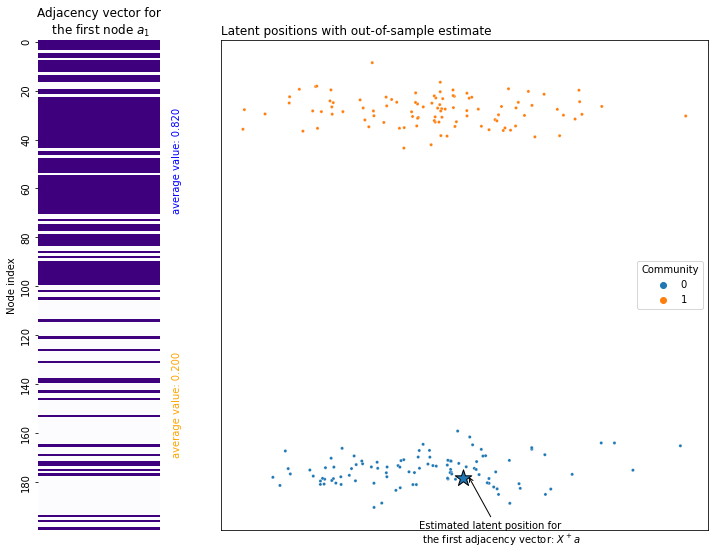 Adjacency vector for
the first node a₁
Latent positions with out-of-sample estimate
Node index
0
20
40
60
80
100
120
140
160
180
average value: 0.820
average value: 0.200
Community
0
1
Estimated latent position for
the first adjacency vector: X⁺a